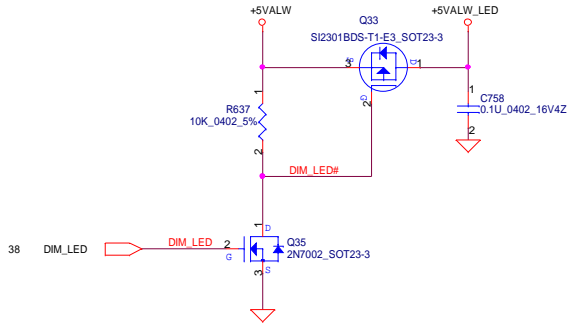 +5VALW
Q33
SI2301BDS-T1-E3_SOT23-3
+5VALW_LED
3
S
D
1
G
2
1
R637
10K_0402_5%
2
1
C758
0.1U_0402_16V4Z
2
DIM_LED#
38
DIM_LED
DIM_LED
2
G
1
D
Q35
2N7002_SOT23-3
3
S